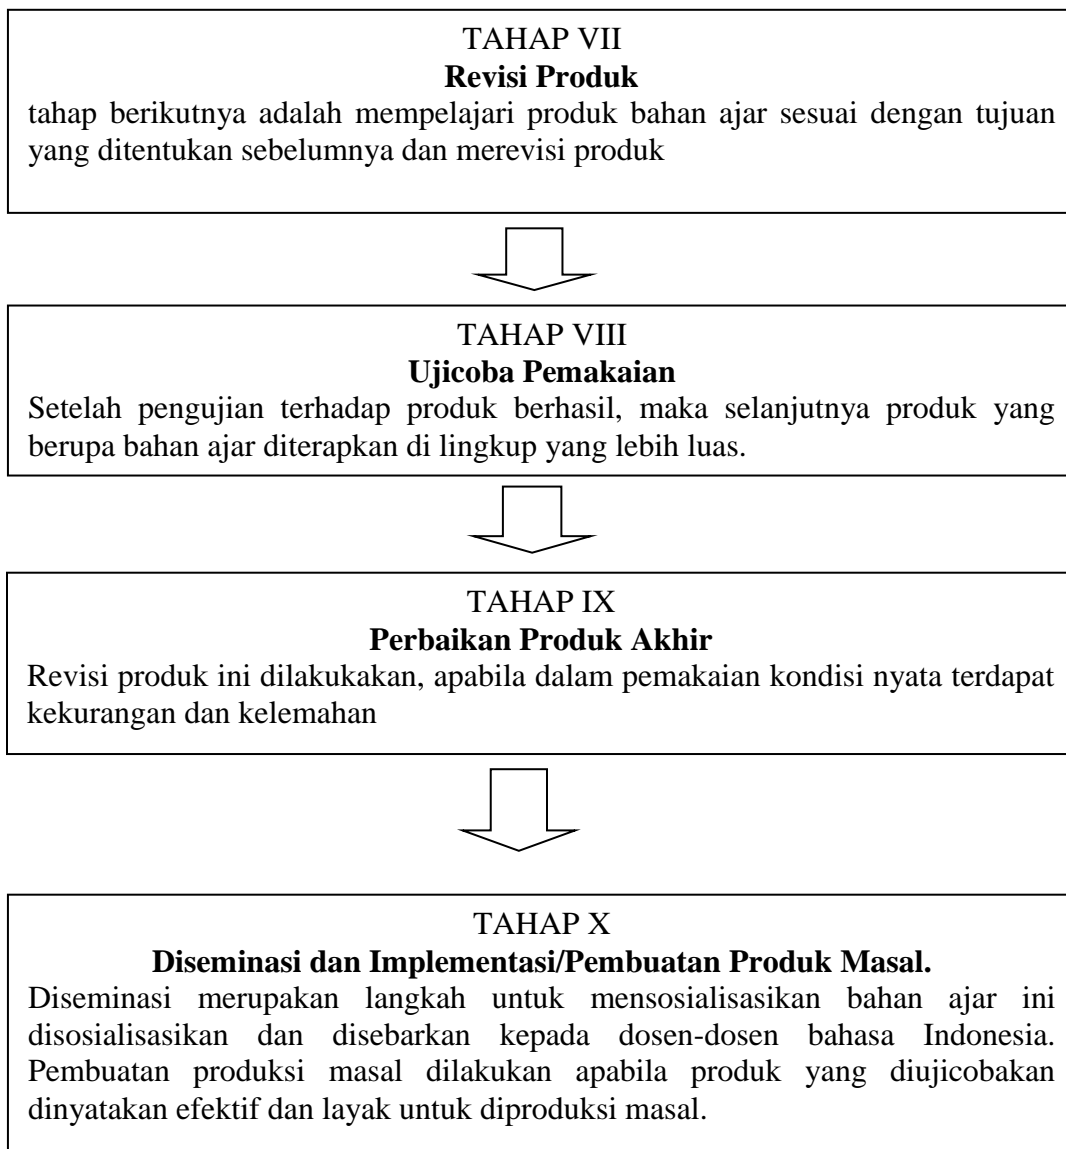 TAHAP VII
Revisi Produk
tahap berikutnya adalah mempelajari produk bahan ajar sesuai dengan tujuan
yang ditentukan sebelumnya dan merevisi produk
TAHAP VIII
Ujicoba Pemakaian
Setelah pengujian terhadap produk berhasil, maka selanjutnya produk yang
berupa bahan ajar diterapkan di lingkup yang lebih luas.
TAHAP IX
Perbaikan Produk Akhir
Revisi produk ini dilakukakan, apabila dalam pemakaian kondisi nyata terdapat
kekurangan dan kelemahan
TAHAP X
Diseminasi dan Implementasi/Pembuatan Produk Masal.
Diseminasi merupakan langkah untuk mensosialisasikan bahan ajar ini
disosialisasikan dan disebarkan kepada dosen-dosen bahasa Indonesia.
Pembuatan produksi masal dilakukan apabila produk yang diujicobakan
dinyatakan efektif dan layak untuk diproduksi masal.